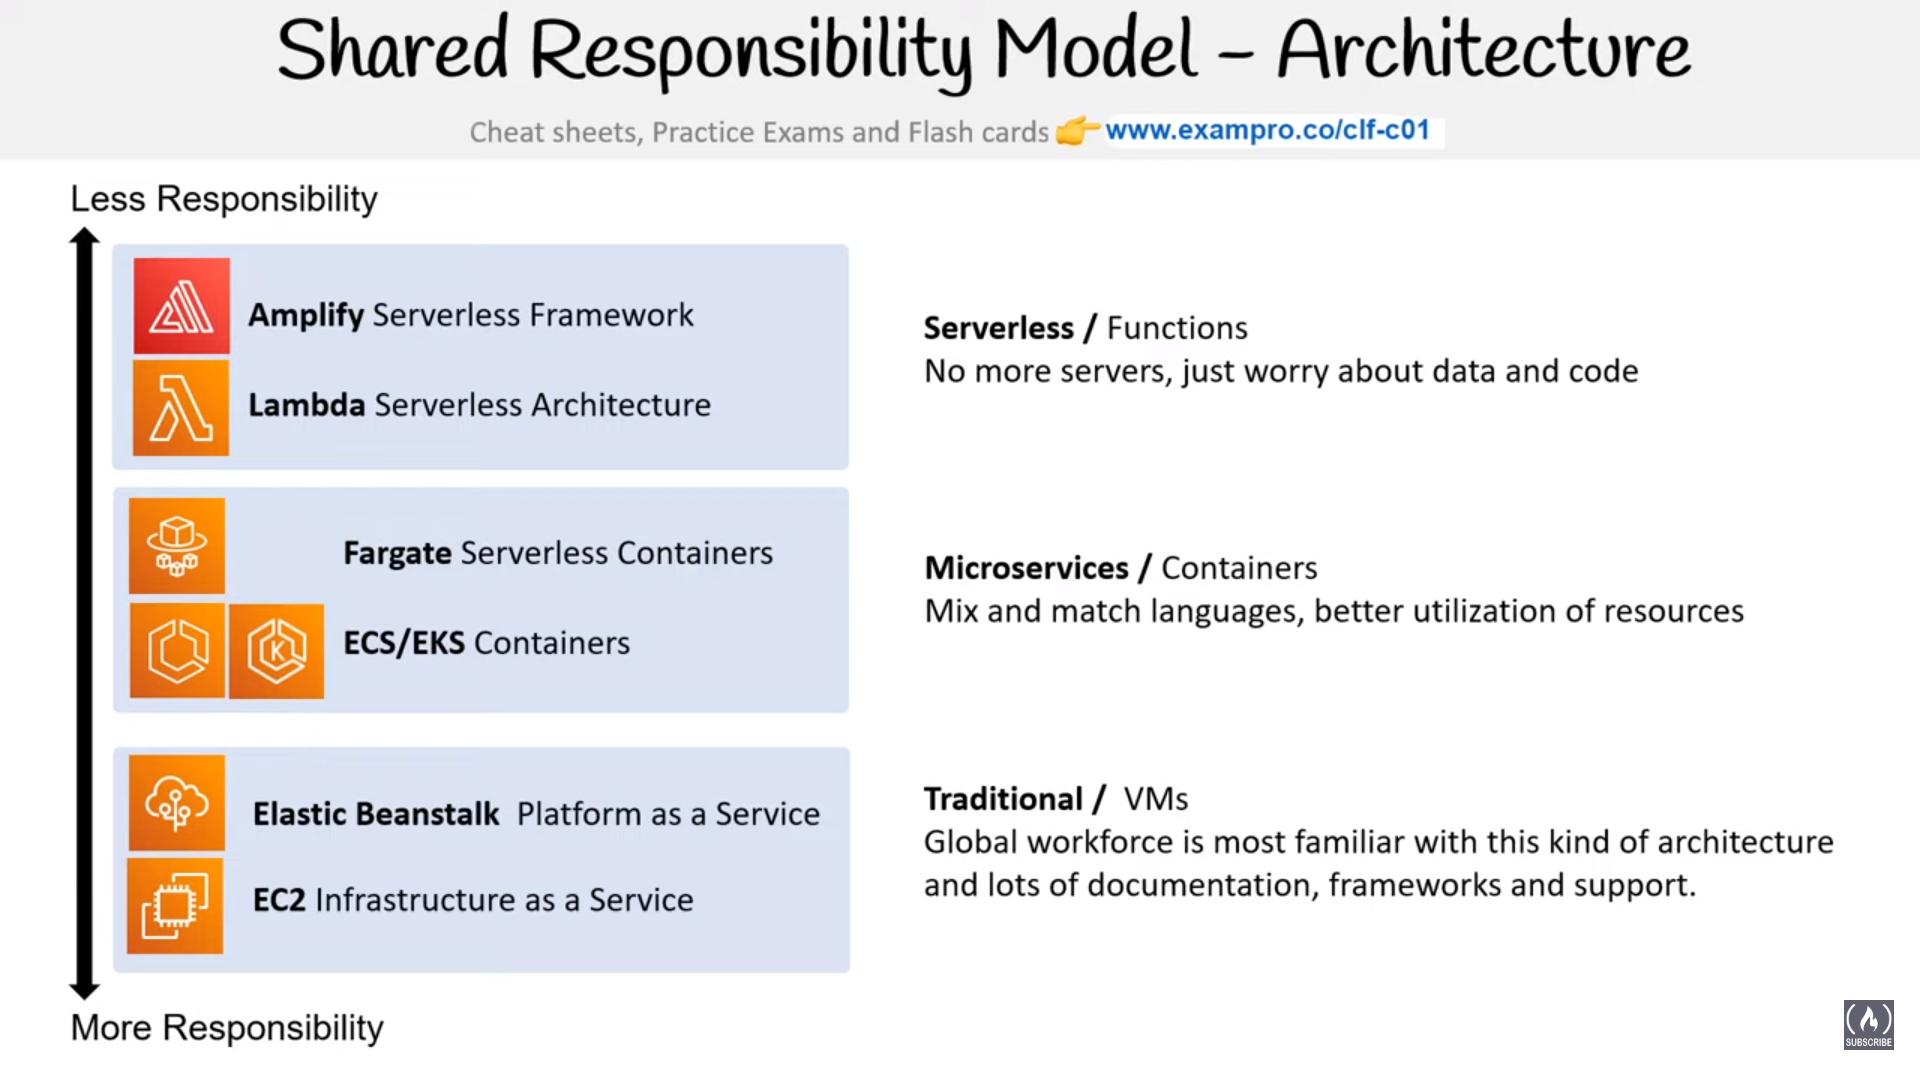 Shared Responsibility Model – Architecture
Cheat sheets, Practice Exams and Flash cards 👉 www.exampro.co/clf-c01
Less Responsibility
Amplify Serverless Framework
Lambda Serverless Architecture
Serverless / Functions
No more servers, just worry about data and code
Fargate Serverless Containers
K
ECS/EKS Containers
Microservices / Containers
Mix and match languages, better utilization of resources
Elastic Beanstalk  Platform as a Service
EC2 Infrastructure as a Service
Traditional /  VMs
Global workforce is most familiar with this kind of architecture
and lots of documentation, frameworks and support.
More Responsibility
SUBSCRIBE